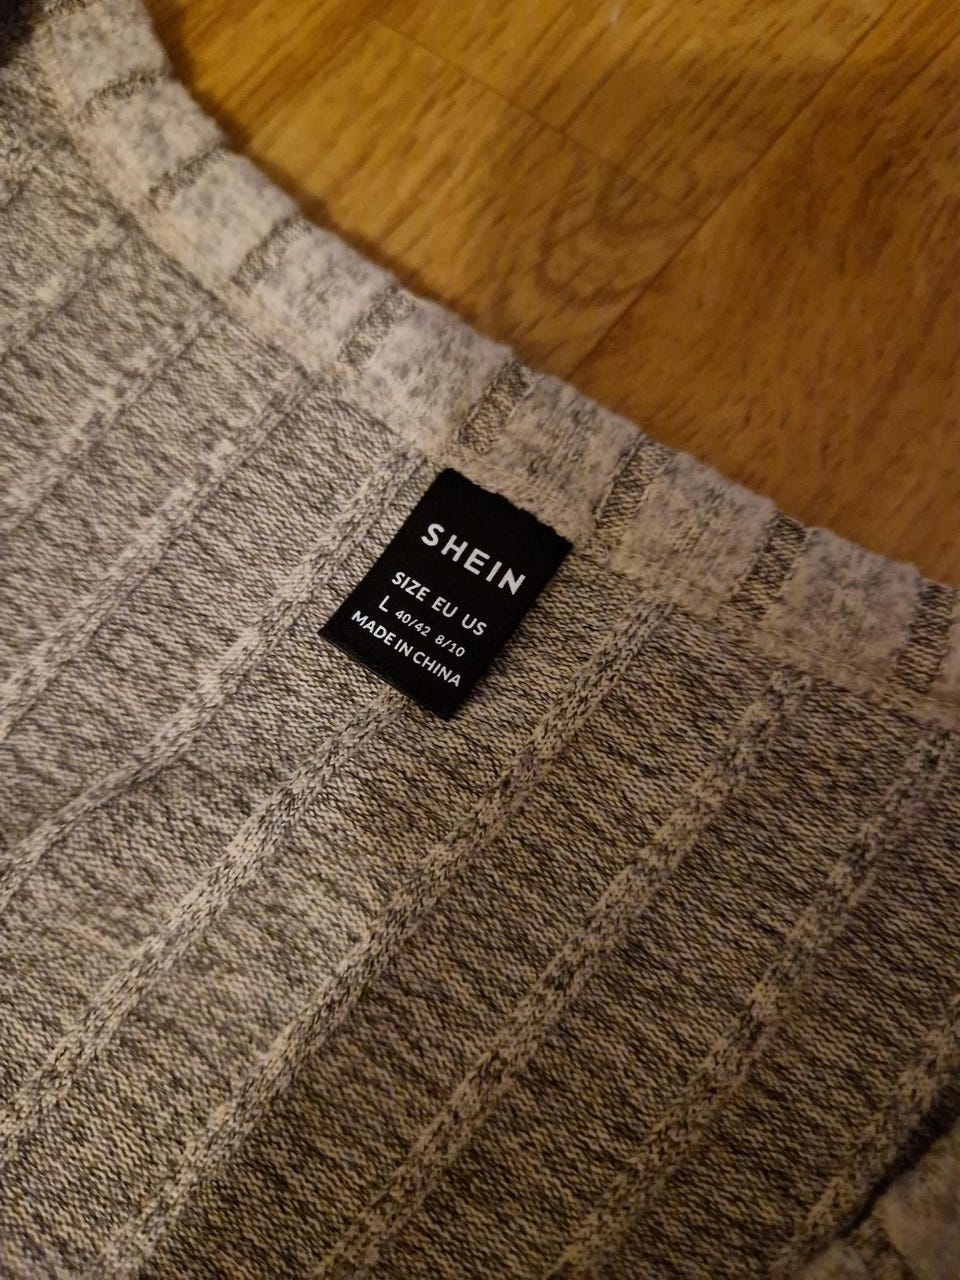 SHEIN
SIZE EU US
L 40/42 8/10
MADE IN CHINA